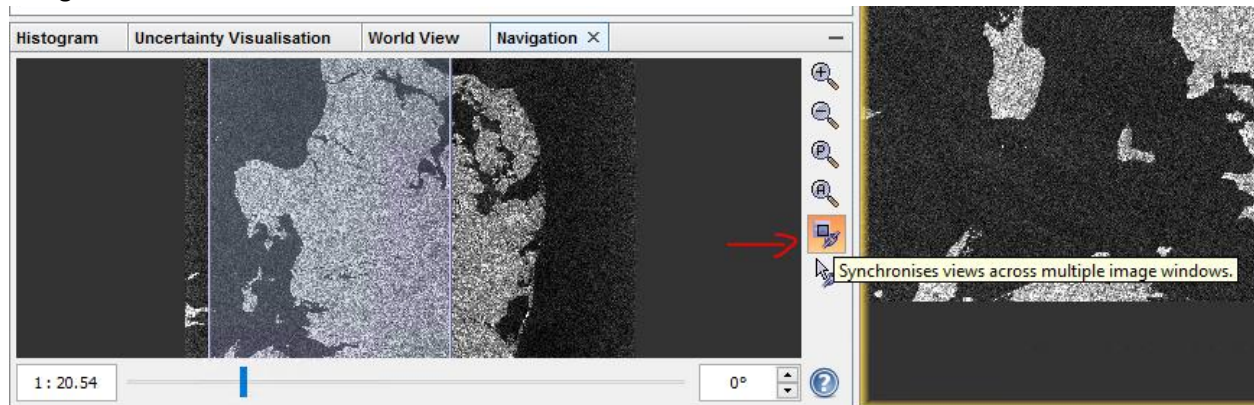 Histogram Uncertainty Visualisation World View Navigation ×
P
A
Synchronises views across multiple image windows.
1 : 20.54 0° ?